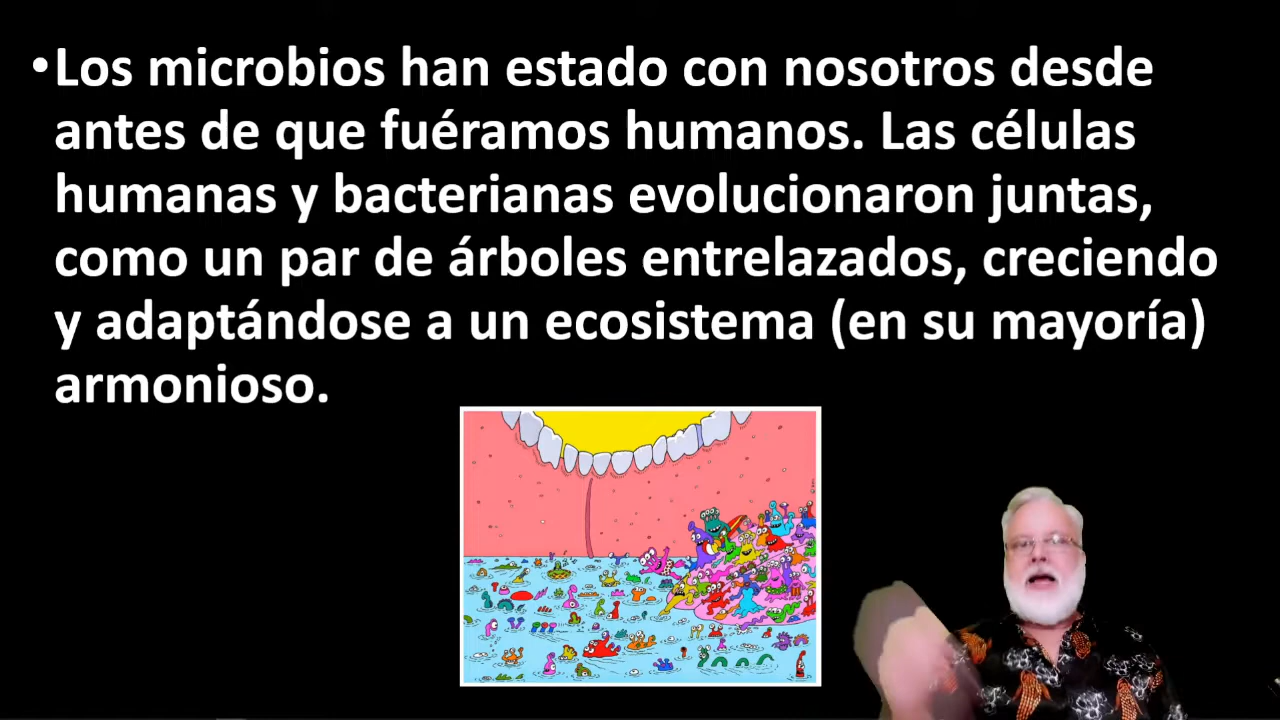 •Los microbios han estado con nosotros desde
antes de que fuéramos humanos. Las células
humanas y bacterianas evolucionaron juntas,
como un par de árboles entrelazados, creciendo
y adaptándose a un ecosistema (en su mayoría)
armonioso.